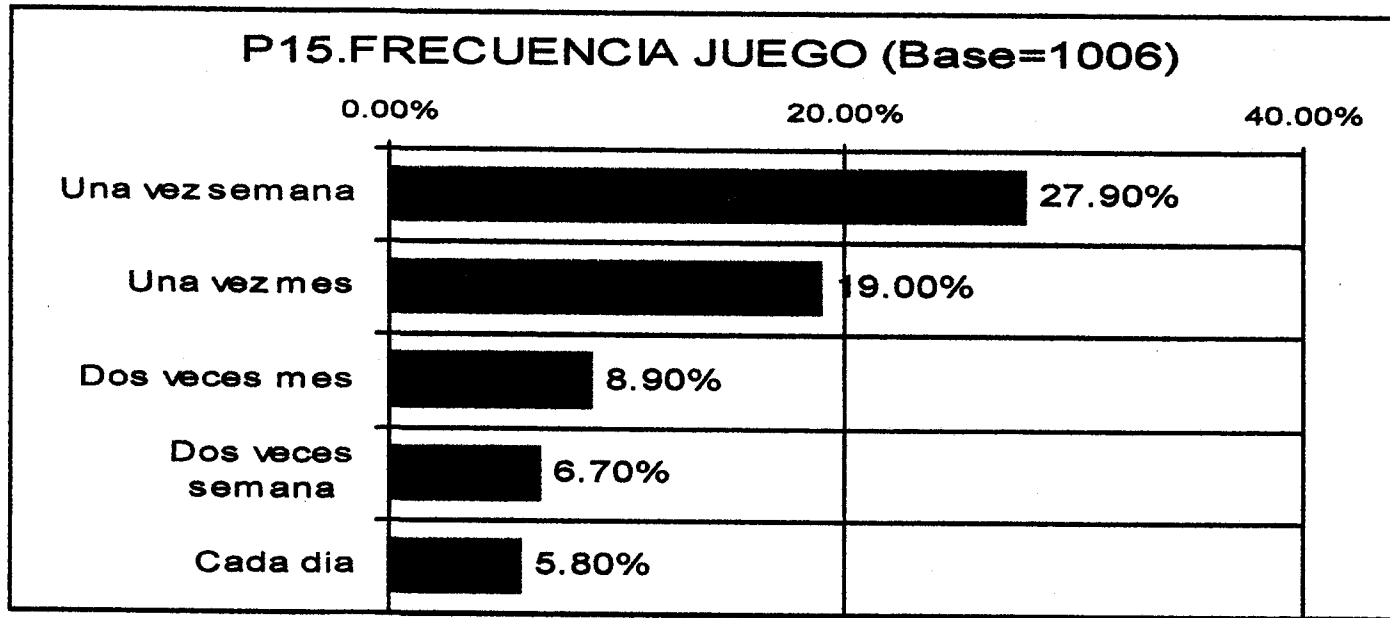 P15.FRECUENCIA JUEGO (Base=1006)
0.00% 20.00% 40.00%
Una vez semana 27.90%
Una vez mes 19.00%
Dos veces mes 8.90%
Dos veces
semana 6.70%
Cada dia 5.80%